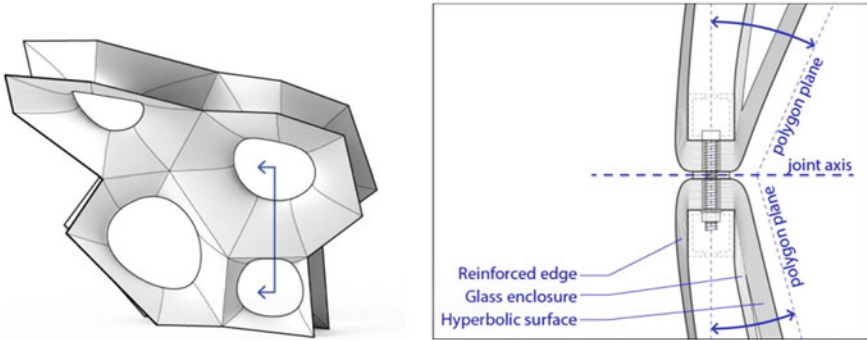 polygon plane
joint axis
polygon plane
Reinforced edge
Glass enclosure
Hyperbolic surface